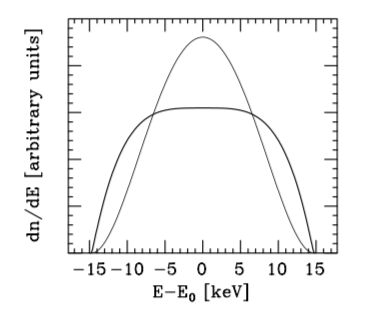 dn/dE [arbitrary units]
−15 −10 −5 0 5 10 15
E−E₀ [keV]